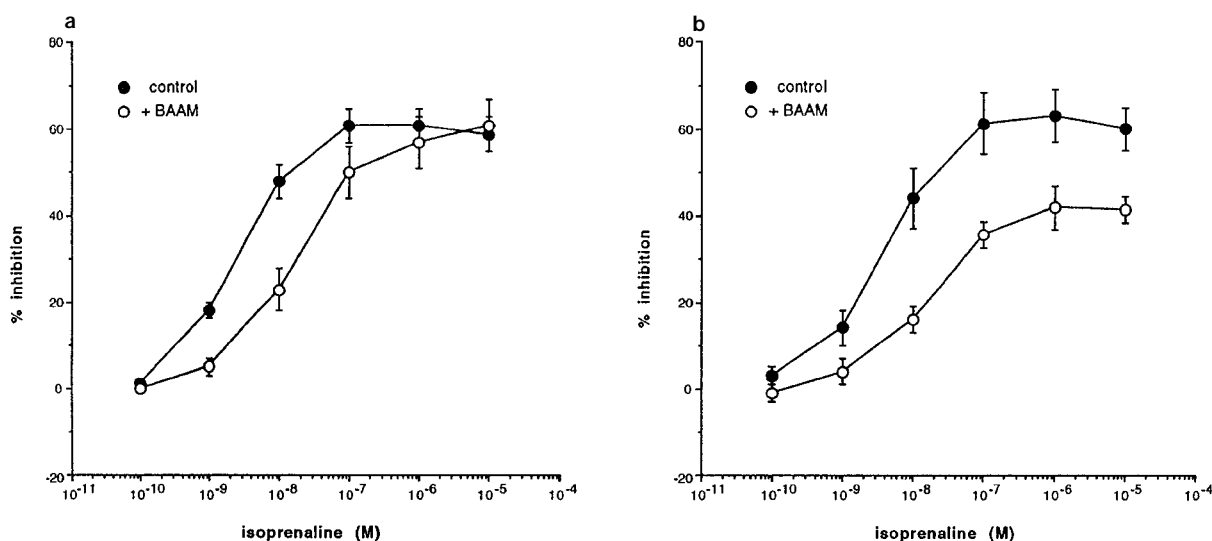 a
80
60
40
20
0
-20
% inhibition
control
+ BAAM
10-11 10-10 10-9 10-8 10-7 10-6 10-5 10-4
isoprenaline (M)
b
80
60
40
20
0
-20
% inhibition
control
+ BAAM
10-11 10-10 10-9 10-8 10-7 10-6 10-5 10-4
isoprenaline (M)